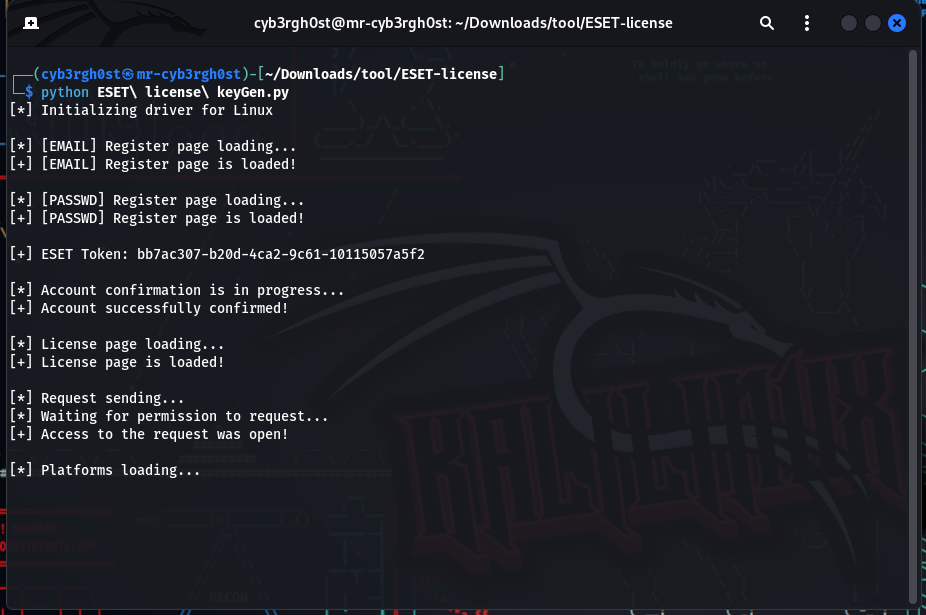 cyb3rgh0st@mr-cyb3rgh0st: ~/Downloads/tool/ESET-license
┌──(cyb3rgh0st㉿mr-cyb3rgh0st)-[~/Downloads/tool/ESET-license]
└─$ python ESET\ license\ keyGen.py
[*] Initializing driver for Linux
[*] [EMAIL] Register page loading...
[+] [EMAIL] Register page is loaded!
[*] [PASSWD] Register page loading...
[+] [PASSWD] Register page is loaded!
[+] ESET Token: bb7ac307-b20d-4ca2-9c61-10115057a5f2
[*] Account confirmation is in progress...
[+] Account successfully confirmed!
[*] License page loading...
[+] License page is loaded!
[*] Request sending...
[*] Waiting for permission to request...
[+] Access to the request was open!
[*] Platforms loading...
KALI LINUX
RECON